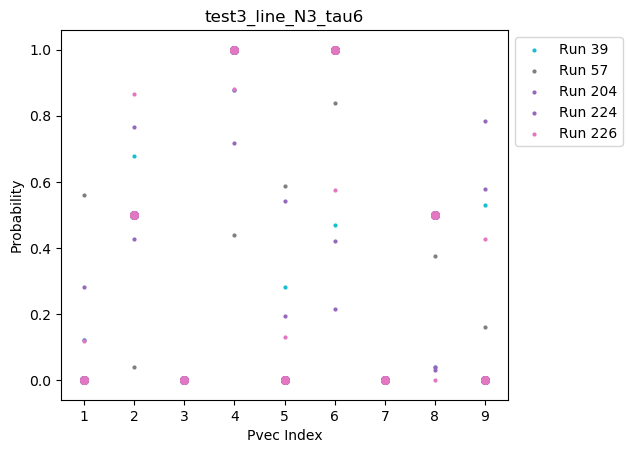 test3_line_N3_tau6
1.0
0.8
0.6
0.4
0.2
0.0
Probability
1 2 3 4 5 6 7 8 9
Pvec Index
Run 39
Run 57
Run 204
Run 224
Run 226